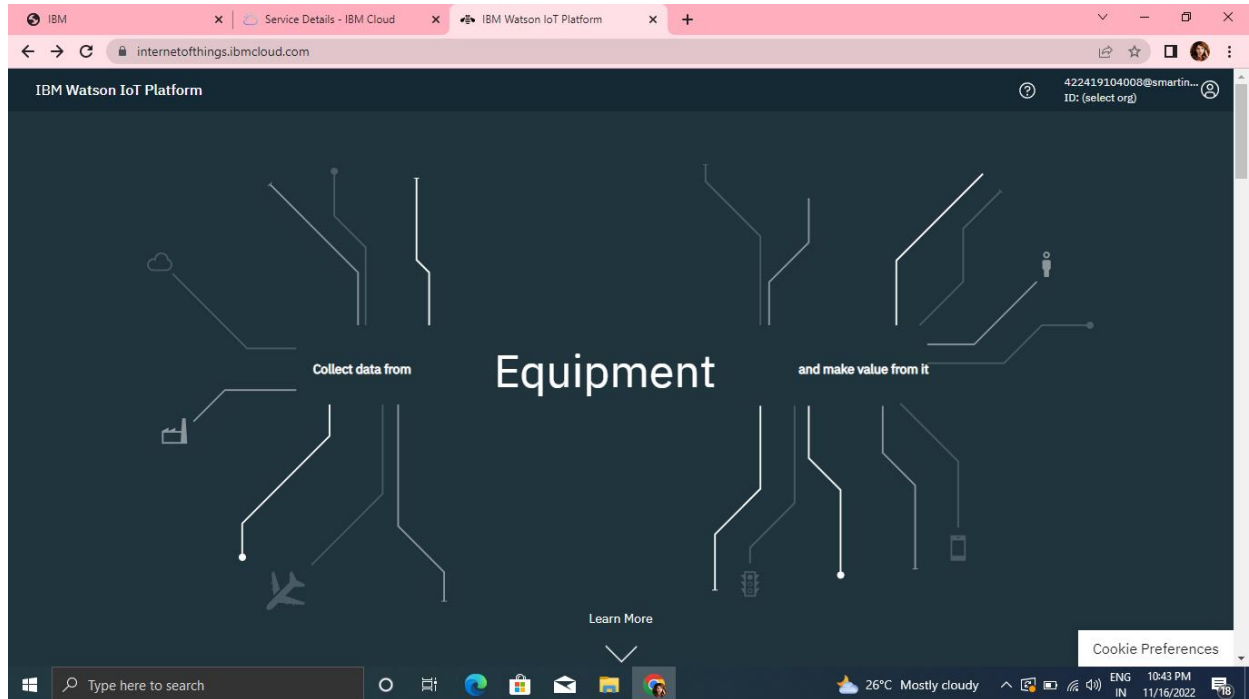 IBM
Service Details - IBM Cloud
IBM Watson IoT Platform
internetofthings.ibmcloud.com
IBM Watson IoT Platform
422419104008@smartin...
ID: (select org)
Collect data from
Equipment
and make value from it
Learn More
Cookie Preferences
Type here to search
26°C Mostly cloudy
ENG
IN
10:43 PM
11/16/2022
18